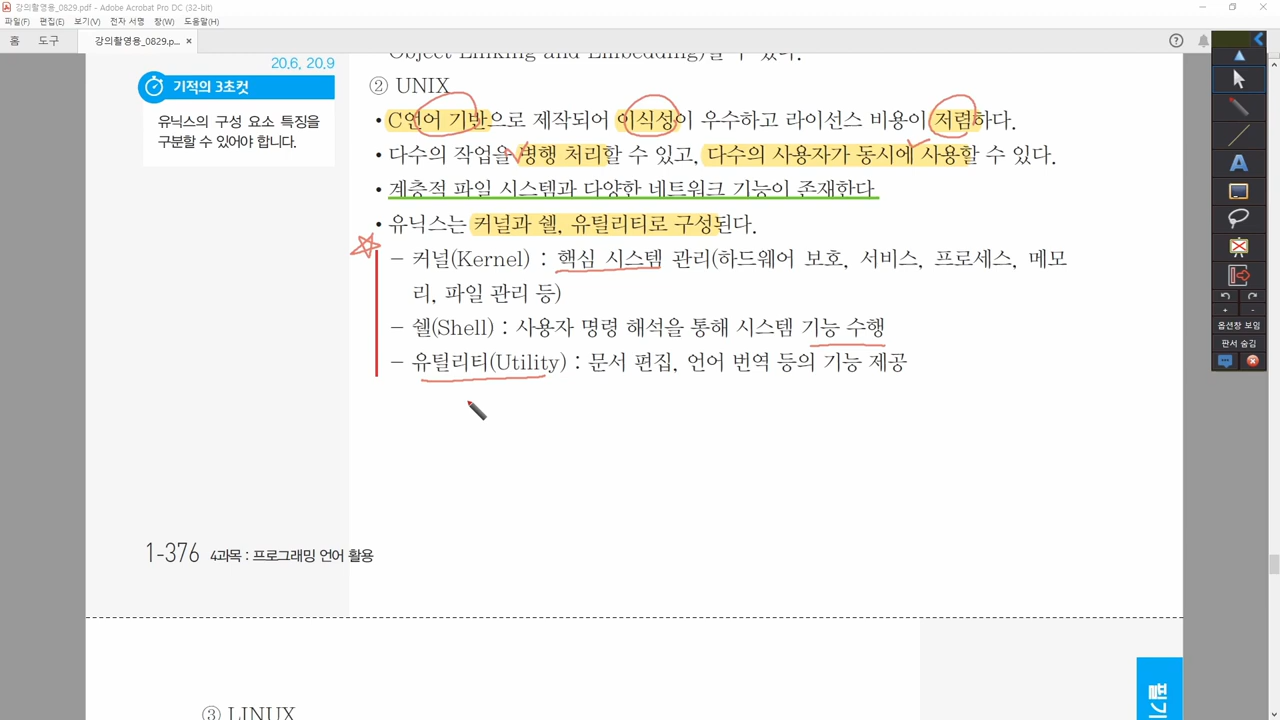 강의촬영용_0829.pdf - Adobe Acrobat Pro DC (32-bit)
파일(F) 편집(E) 보기(V) 전자 서명 창(W) 도움말(H)
홈 도구 강의촬영용_0829.p... ×
Object Linking and Embedding)할 수 있다.
20.6, 20.9
기적의 3초컷
유닉스의 구성 요소 특징을
구분할 수 있어야 합니다.
② UNIX
• C언어 기반으로 제작되어 이식성이 우수하고 라이선스 비용이 저렴하다.
• 다수의 작업을 병행 처리할 수 있고, 다수의 사용자가 동시에 사용할 수 있다.
• 계층적 파일 시스템과 다양한 네트워크 기능이 존재한다
• 유닉스는 커널과 쉘, 유틸리티로 구성된다.
– 커널(Kernel) : 핵심 시스템 관리(하드웨어 보호, 서비스, 프로세스, 메모
리, 파일 관리 등)
– 쉘(Shell) : 사용자 명령 해석을 통해 시스템 기능 수행
– 유틸리티(Utility) : 문서 편집, 언어 번역 등의 기능 제공
1-376 4과목 : 프로그래밍 언어 활용
③ LINUX
필기
옵션창 보임
판서 숨김